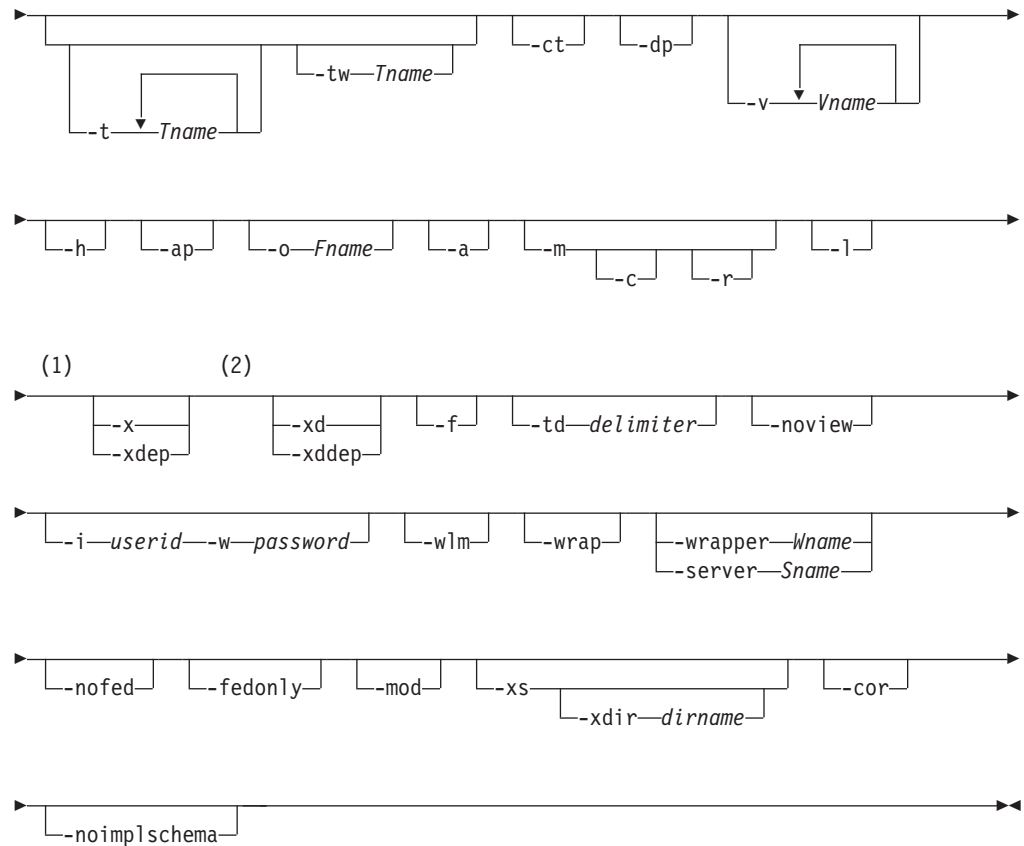 -ct -dp
-tw Tname
-v Vname
-t Tname
-h -ap -o Fname -a -m -l
-c -r
(1) (2)
-x -xd -f -td delimiter -noview
-xdep -xddep
-i userid -w password -wlm -wrap -wrapper Wname
-server Sname
-nofed -fedonly -mod -xs -cor
-xdir dirname
-noimplschema